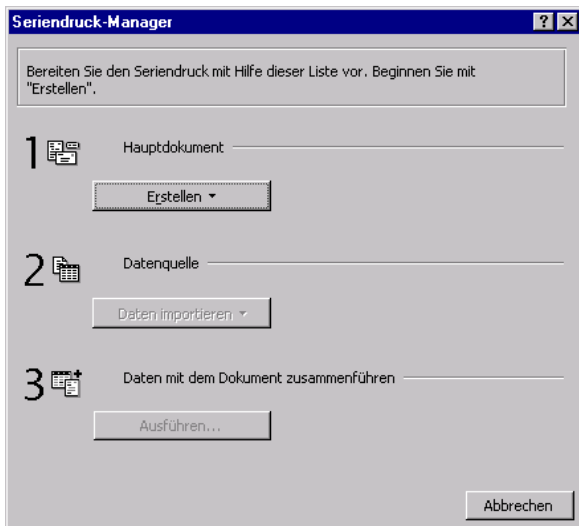 Seriendruck-Manager
Bereiten Sie den Seriendruck mit Hilfe dieser Liste vor. Beginnen Sie mit
"Erstellen".
1 Hauptdokument
Erstellen
2 Datenquelle
Daten importieren
3 Daten mit dem Dokument zusammenführen
Ausführen...
Abbrechen